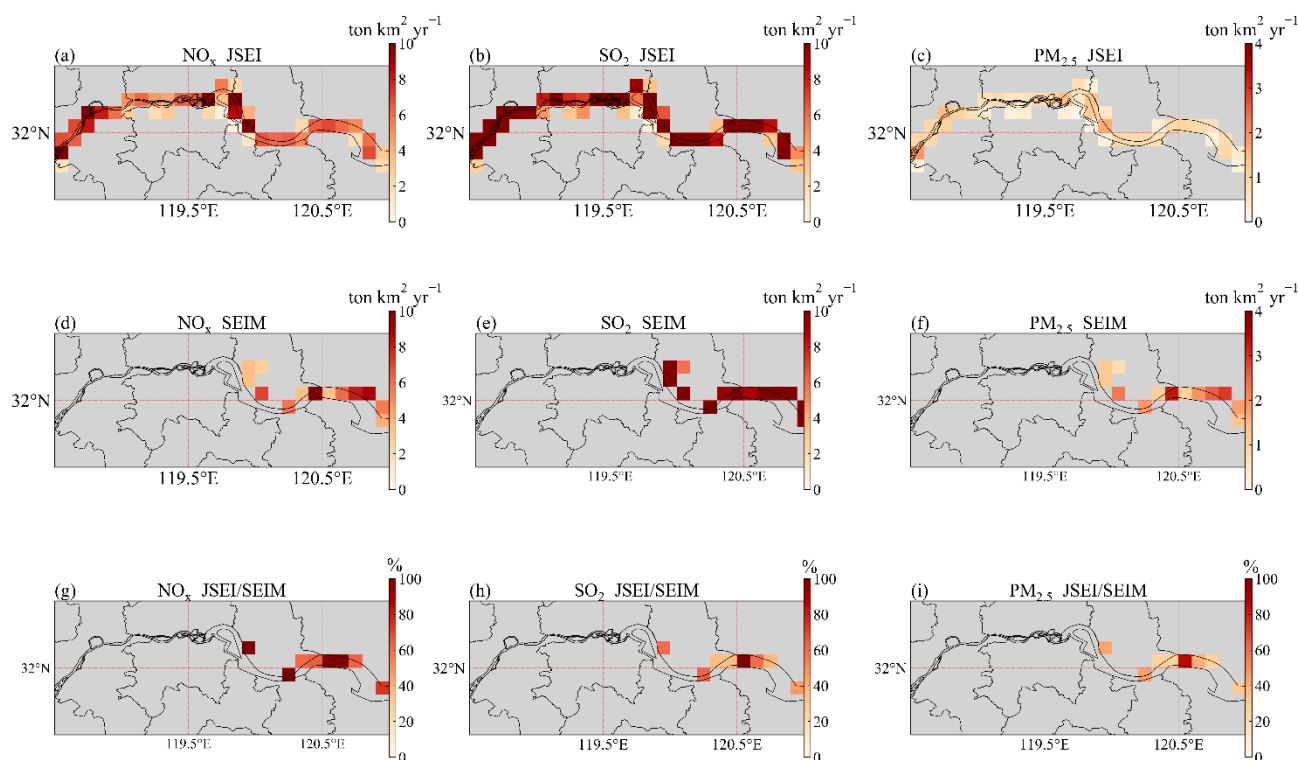 ton km² yr⁻¹ ton km² yr⁻¹ ton km² yr⁻¹
(a) NOₓ JSEI 10 (b) SO₂ JSEI 10 (c) PM₂.₅ JSEI 4
8 8 3
6 6
32°N 32°N 32°N 2
4 4
2 2 1
119.5°E 120.5°E 0 119.5°E 120.5°E 0 119.5°E 120.5°E 0
ton km² yr⁻¹ ton km² yr⁻¹ ton km² yr⁻¹
(d) NOₓ SEIM 10 (e) SO₂ SEIM 10 (f) PM₂.₅ SEIM 4
8 8 3
6 6
32°N 32°N 32°N 2
4 4
2 2 1
119.5°E 120.5°E 0 119.5°E 120.5°E 0 119.5°E 120.5°E 0
% % %
(g) NOₓ JSEI/SEIM 100 (h) SO₂ JSEI/SEIM 100 (i) PM₂.₅ JSEI/SEIM 100
80 80 80
60 60 60
32°N 32°N 32°N
40 40 40
20 20 20
119.5°E 120.5°E 0 119.5°E 120.5°E 0 119.5°E 120.5°E 0